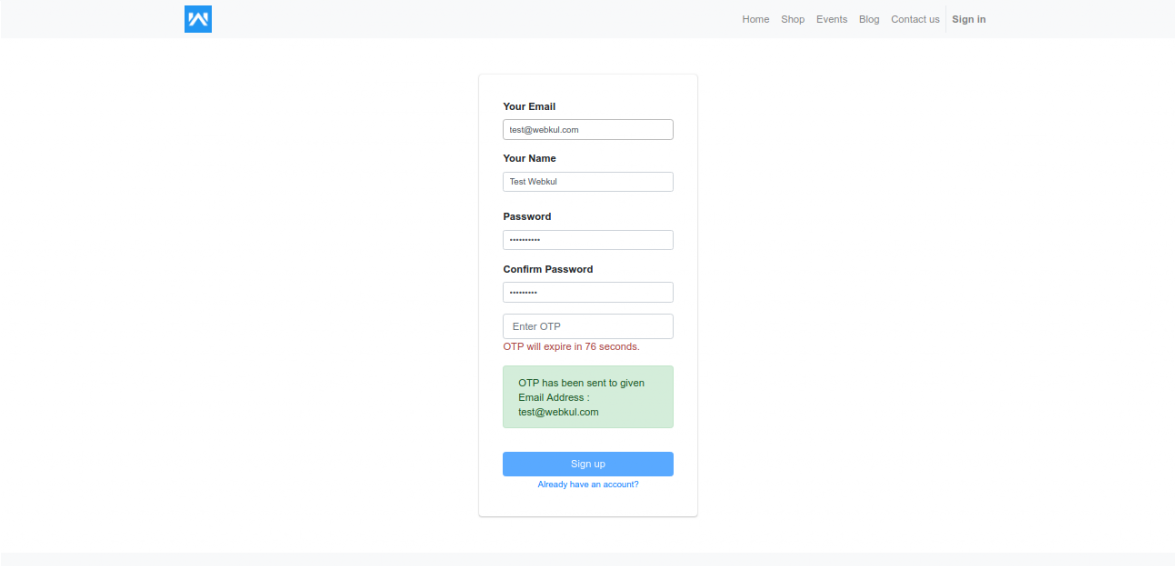 Home Shop Events Blog Contact us Sign in
Your Email
test@webkul.com
Your Name
Test Webkul
Password
••••••••••
Confirm Password
•••••••••
Enter OTP
OTP will expire in 76 seconds.
OTP has been sent to given
Email Address :
test@webkul.com
Sign up
Already have an account?